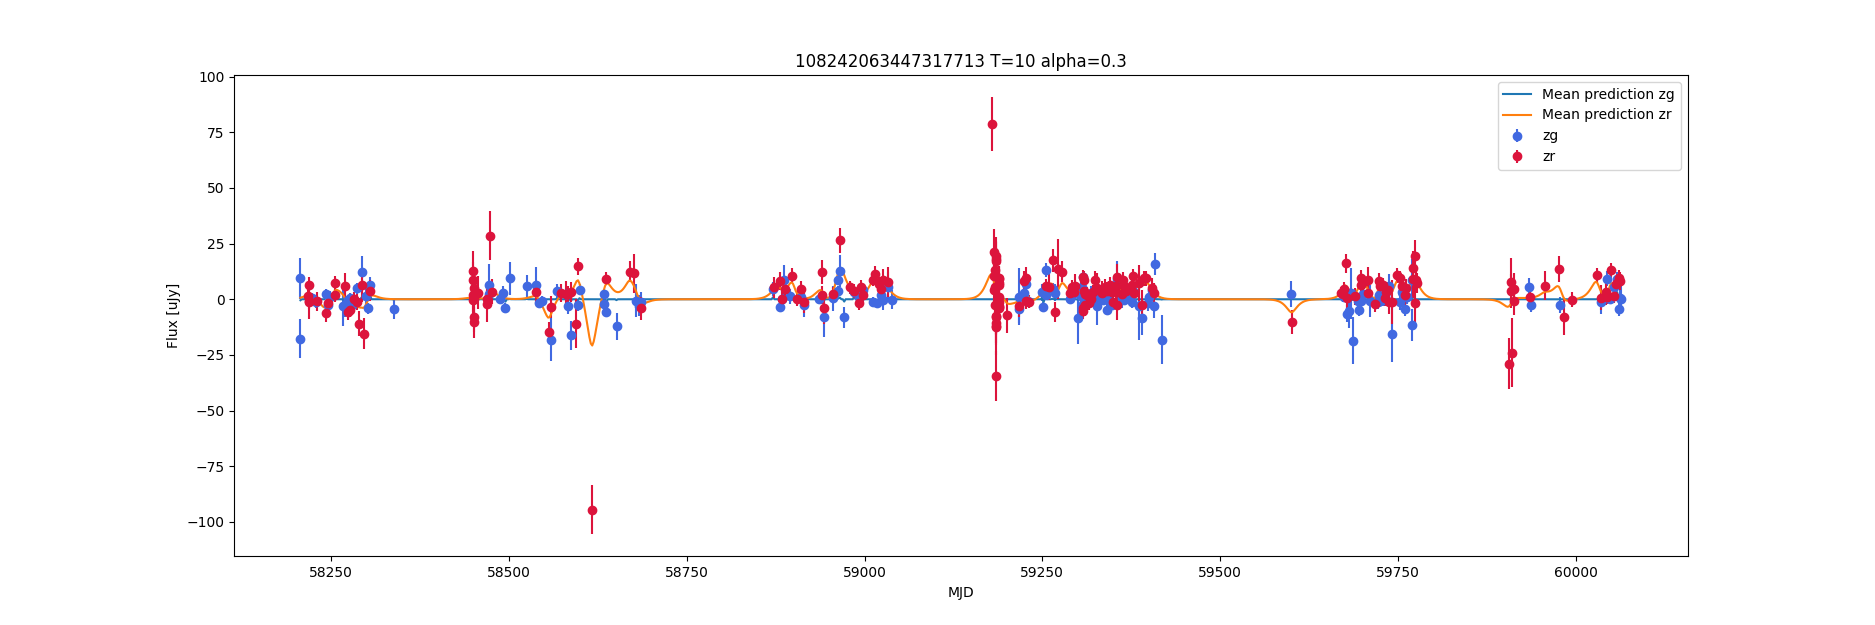 108242063447317713 T=10 alpha=0.3
Flux [uJy]
100
75
50
25
0
−25
−50
−75
−100
Mean prediction zg
Mean prediction zr
zg
zr
58250 58500 58750 59000 59250 59500 59750 60000
MJD